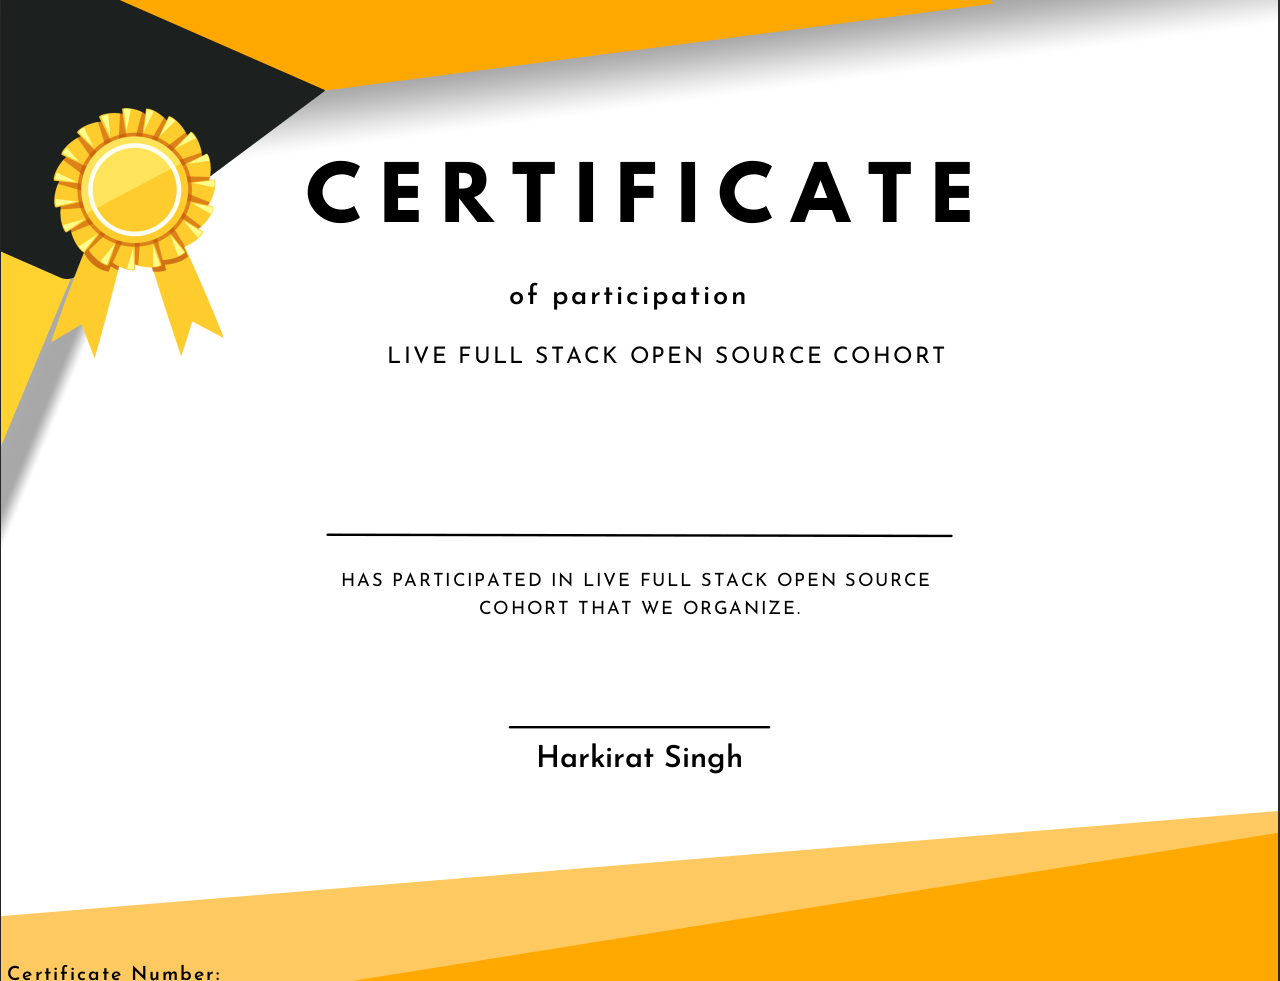 CERTIFICATE
of participation
LIVE FULL STACK OPEN SOURCE COHORT
HAS PARTICIPATED IN LIVE FULL STACK OPEN SOURCE
COHORT THAT WE ORGANIZE.
Harkirat Singh
Certificate Number: